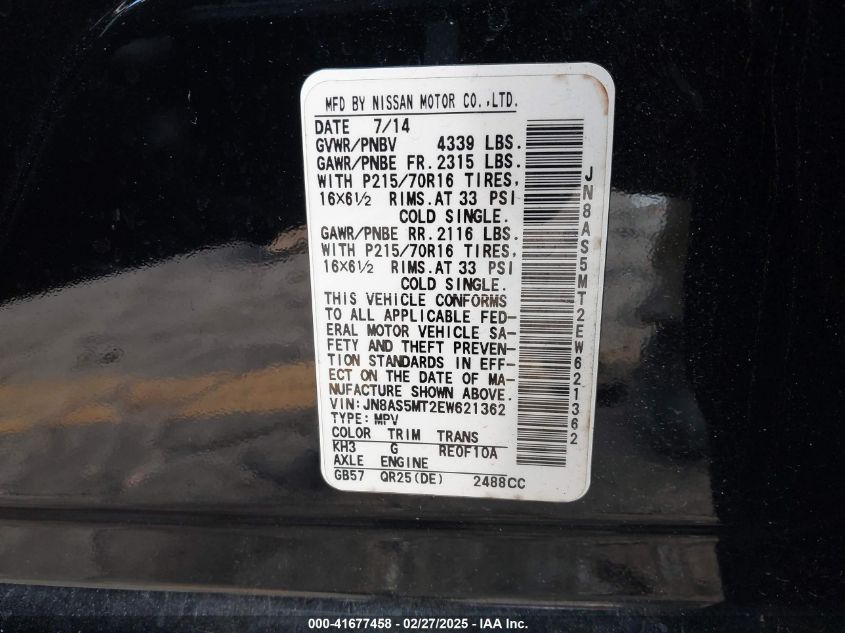 MFD BY NISSAN MOTOR CO.,LTD.
DATE 7/14
GVWR/PNBV 4339 LBS.
GAWR/PNBE FR. 2315 LBS.
WITH P215/70R16 TIRES,
16×6½ RIMS.AT 33 PSI
COLD SINGLE.
GAWR/PNBE RR. 2116 LBS.
WITH P215/70R16 TIRES,
16×6½ RIMS.AT 33 PSI
COLD SINGLE.
THIS VEHICLE CONFORMS
TO ALL APPLICABLE FED-
ERAL MOTOR VEHICLE SA-
FETY AND THEFT PREVEN-
TION STANDARDS IN EFF-
ECT ON THE DATE OF MA-
NUFACTURE SHOWN ABOVE.
VIN:JN8AS5MT2EW621362
TYPE:MPV
COLOR TRIM TRANS
KH3 G RE0F10A
AXLE ENGINE
GB57 QR25(DE) 2488CC
JN8AS5MT2EW621362
000-41677458 - 02/27/2025 - IAA Inc.